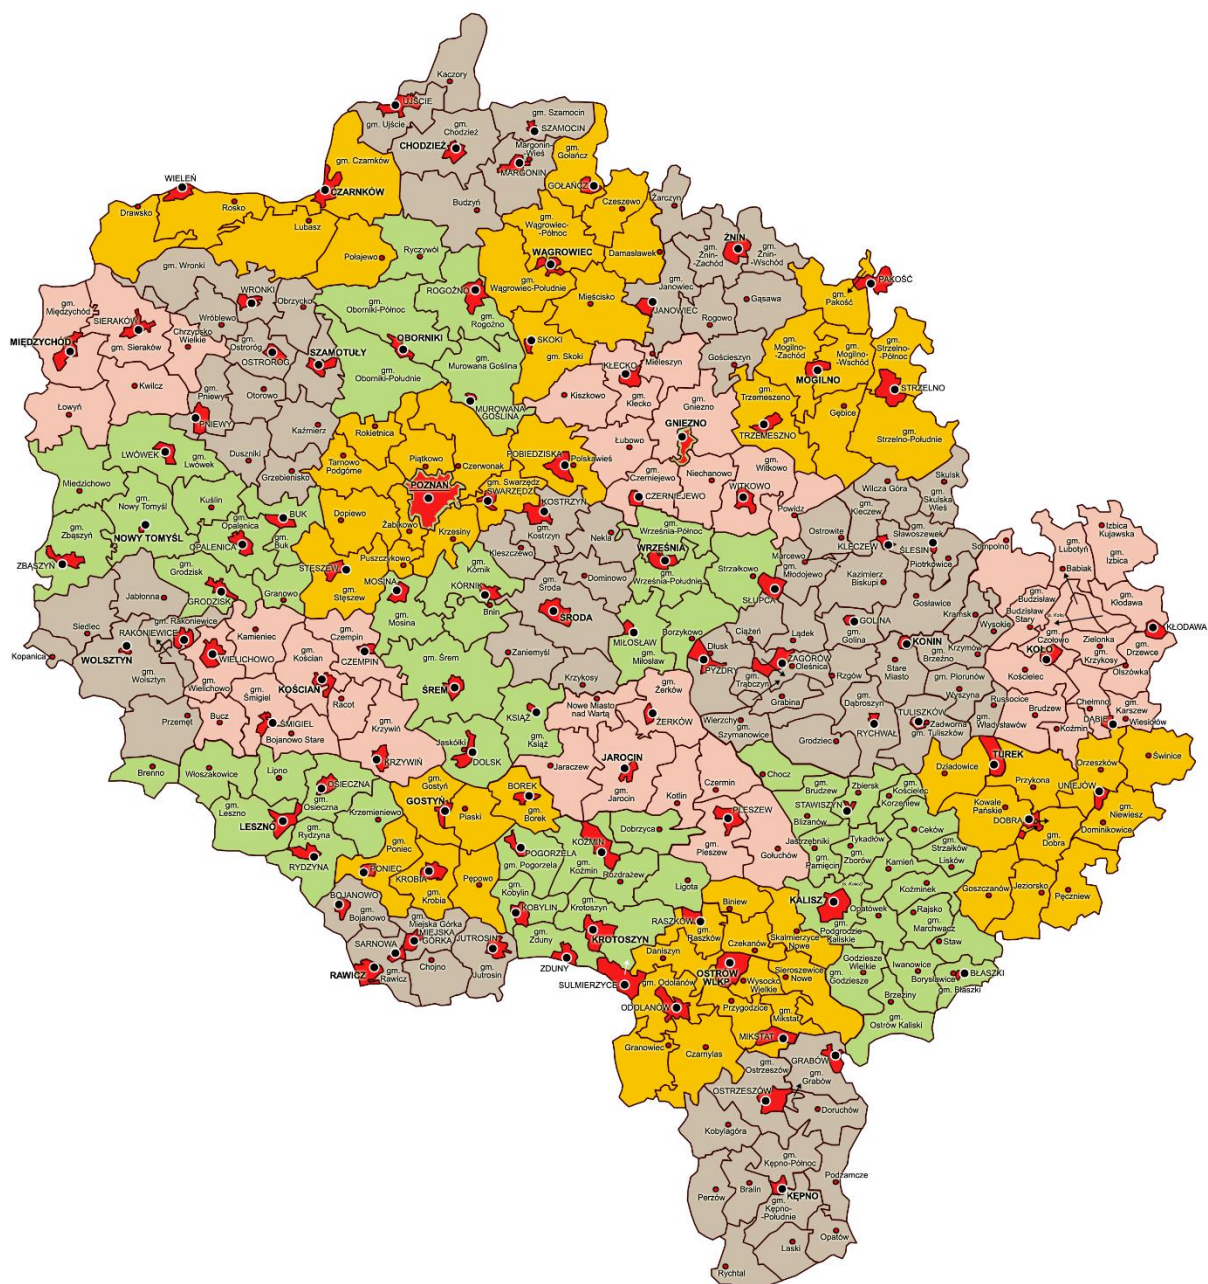 Kaczory
UJŚCIE
gm. Ujście
gm.
Chodzież
CHODZIEŻ
gm. Szamocin
SZAMOCIN
Margonin
-Wieś
MARGONIN
Budzyń
gm.
Gołańcz
GOŁAŃCZ
Czeszewo
gm. Czarnków
CZARNKÓW
WIELEŃ
Drawsko
Rosko
Lubasz
Połajewo
Ryczywół
gm.
Wągrowiec
-Północ
WĄGROWIEC
Damasławek
gm.
Wągrowiec-Południe
Mieścisko
SKOKI
gm. Skoki
Żarczyn
ŻNIN
gm.
Żnin-
Zachód
gm.
Żnin-
Wschód
gm.
Janowiec
JANOWIEC
Gąsawa
Rogowo
Gościeszyn
PAKOŚĆ
gm.
Pakość
gm.
Mogilno-
Zachód
gm.
Mogilno-
-Wschód
MOGILNO
gm.
Strzelno-
Północ
STRZELNO
gm.
Trzemeszeno
TRZEMESZNO
Gębice
gm.
Strzelno-Południe
gm. Wronki
WRONKI
Obrzycko
Wróblewo
gm.
Ostroróg
OSTRORÓG
SZAMOTUŁY
gm.
Pniewy
PNIEWY
Otorowo
Kaźmierz
Duszniki
Grzebienisko
gm.
Międzychód
MIĘDZYCHÓD
SIERAKÓW
gm. Sieraków
Chrzypsko
Wielkie
Kwilcz
Łowyń
gm.
Oborniki-Północ
OBORNIKI
gm.
Oborniki-Południe
ROGOŹNO
gm.
Rogoźno
gm.
Murowana Goślina
MUROWANA
GOŚLINA
KŁECKO
gm.
Kłecko
Mieleszyn
Kiszkowo
gm.
Gniezno
GNIEZNO
Łubowo
gm.
Czerniejewo
CZERNIEJEWO
Niechanowo
gm.
Witkowo
WITKOWO
Powidz
Rokietnica
Tarnowo
Podgórne
Piątkowo
Czerwonak
POBIEDZISKA
Polskawieś
POZNAŃ
gm. Swarzędz
SWARZĘDZ
Dopiewo
Żabikowo
Krzesiny
Puszczykowo
STĘSZEW
gm.
Stęszew
LWÓWEK
gm.
Lwówek
Miedzichowo
gm.
Nowy Tomyśl
NOWY TOMYŚL
Kuślin
gm.
Opalenica
OPALENICA
BUK
gm.
Buk
gm.
Zbąszyń
ZBĄSZYŃ
gm.
Grodzisk
GRODZISK
Granowo
KOSTRZYN
gm.
Kostrzyn
Nekla
Kleszczewo
Dominowo
gm.
Środa
ŚRODA
Zaniemyśl
Krzykosy
gm.
Września-Północ
WRZEŚNIA
gm.
Września-Południe
Strzałkowo
MIŁOSŁAW
gm.
Miłosław
Borzykowo
MOSINA
gm.
Mosina
gm.
Kórnik
KÓRNIK
Bnin
gm. Śrem
ŚREM
KSIĄŻ
gm.
Książ
Jaskółki
DOLSK
Jabłonna
Siedlec
Kopanica
WOLSZTYN
gm.
Wolsztyn
Przemęt
gm. Rakoniewice
RAKONIEWICE
Kamieniec
WIELICHOWO
gm.
Wielichowo
gm.
Kościan
KOŚCIAN
gm.
Czempin
CZEMPIN
gm.
Śmigiel
ŚMIGIEL
Bucz
Racot
Bojanowo Stare
gm.
Krzywiń
KRZYWIŃ
Wilcza Góra
Skulsk
gm.
Skulska
Wieś
gm.
Kleczew
KLECZEW
Ostrowite
Sławoszewek
ŚLESIN
Piotrkowice
Sompolno
Marcewo
gm.
Młodojewo
SŁUPCA
Kazimierz
Biskupi
Gosławice
Kramsk
Wysokie
GOLINA
gm.
Golina
KONIN
gm.
Brzeźno
Krzymów
Ciążeń
Lądek
Dłusk
PYZDRY
ZAGÓRÓW
Oleśnica
gm.
Trąbczyn
Stare
Miasto
Rzgów
gm. Piorunów
Wyszyna
Grabina
gm.
Dąbroszyn
Wierzchy
gm.
Szymanowice
Grodziec
RYCHWAŁ
TULISZKÓW
Zadworna
gm. Tuliszków
gm.
Władysławów
Russocice
Izbica
Kujawska
gm.
Lubotyń
gm.
Izbica
Babiak
gm.
Budzisław
Budzisław
Stary
gm.
Kłodawa
KŁODAWA
gm.
Czołowo
Zielonka
gm.
Krzykosy
gm.
Drzewce
KOŁO
Kościelec
Olszówka
Brudzew
Chełmno
gm.
Karszew
DĄBIE
Wiesiołów
Koźmin
Nowe Miasto
nad Wartą
gm.
Żerków
ŻERKÓW
Jaraczew
JAROCIN
gm.
Jarocin
Kotlin
Czermin
PLESZEW
gm.
Pleszew
Gołuchów
Brenno
Włoszakowice
Lipno
OSIECZNA
gm.
Osieczna
gm.
Leszno
LESZNO
Krzemieniewo
gm.
Rydzyna
RYDZYNA
gm.
Gostyń
GOSTYŃ
Piaski
BOREK
gm.
Borek
gm.
Poniec
PONIEC
KROBIA
gm.
Krobia
Pępowo
BOJANOWO
gm.
Bojanowo
gm.
Miejska Górka
MIEJSKA
GÓRKA
SARNOWA
RAWICZ
gm.
Rawicz
Chojno
JUTROSIN
gm.
Jutrosin
Dobrzyca
POGORZELA
gm. Pogorzela
KOŹMIN
gm.
Koźmin
Rozdrażew
gm.
Kobylin
KOBYLIN
gm.
Krotoszyn
KROTOSZYN
Ligota
gm.
Zduny
ZDUNY
SULMIERZYCE
Chocz
gm.
Brudzew
Zbiersk
gm.
Kościelec
Korzeniew
STAWISZYN
Blizanów
Jastrzębniki
gm.
Pamięcin
Tykadłów
gm.
Zborów
Ceków
gm.
Strzałków
Kamień
Lisków
Koźminek
KALISZ
Opatówek
gm.
Podgrodzie
Kaliskie
Rajsko
gm.
Marchwacz
Staw
Godziesze
Wielkie
gm.
Godziesze
Iwanowice
Borysławice
BŁASZKI
gm. Błaszki
Brzeziny
gm.
Ostrów Kaliski
TUREK
Dziadowice
Przykona
Orzeszków
Świnice
UNIEJÓW
Kowale
Pańskie
DOBRA
gm.
Dobra
gm.
Niewiesz
Dominikowice
Goszczanów
Jeziorsko
Pęczniew
RASZKÓW
gm.
Raszków
Biniew
Skalmierzyce
Nowe
Daniszyn
Czekanów
OSTRÓW
WLKP
gm. Odolanów
ODOLANÓW
Wysocko
Wielkie
Sieroszewice
Nowe
Przygodzice
gm.
Mikstat
MIKSTAT
Granowiec
Czarnylas
GRABÓW
gm.
Grabów
gm.
Ostrzeszów
OSTRZESZÓW
Doruchów
Kobylagóra
gm.
Kępno-Północ
Podzamcze
Perzów
Bralin
KĘPNO
gm.
Kępno-
-Południe
Opatów
Laski
Rychtal